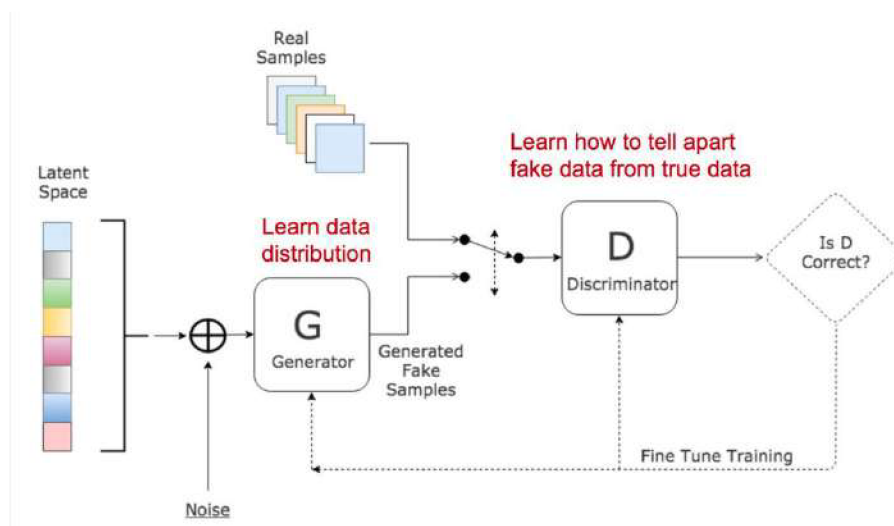 Real
Samples
Learn how to tell apart
fake data from true data
Latent
Space
Learn data
distribution
D
Discriminator
Is D
Correct?
G
Generator
Generated
Fake
Samples
Fine Tune Training
Noise